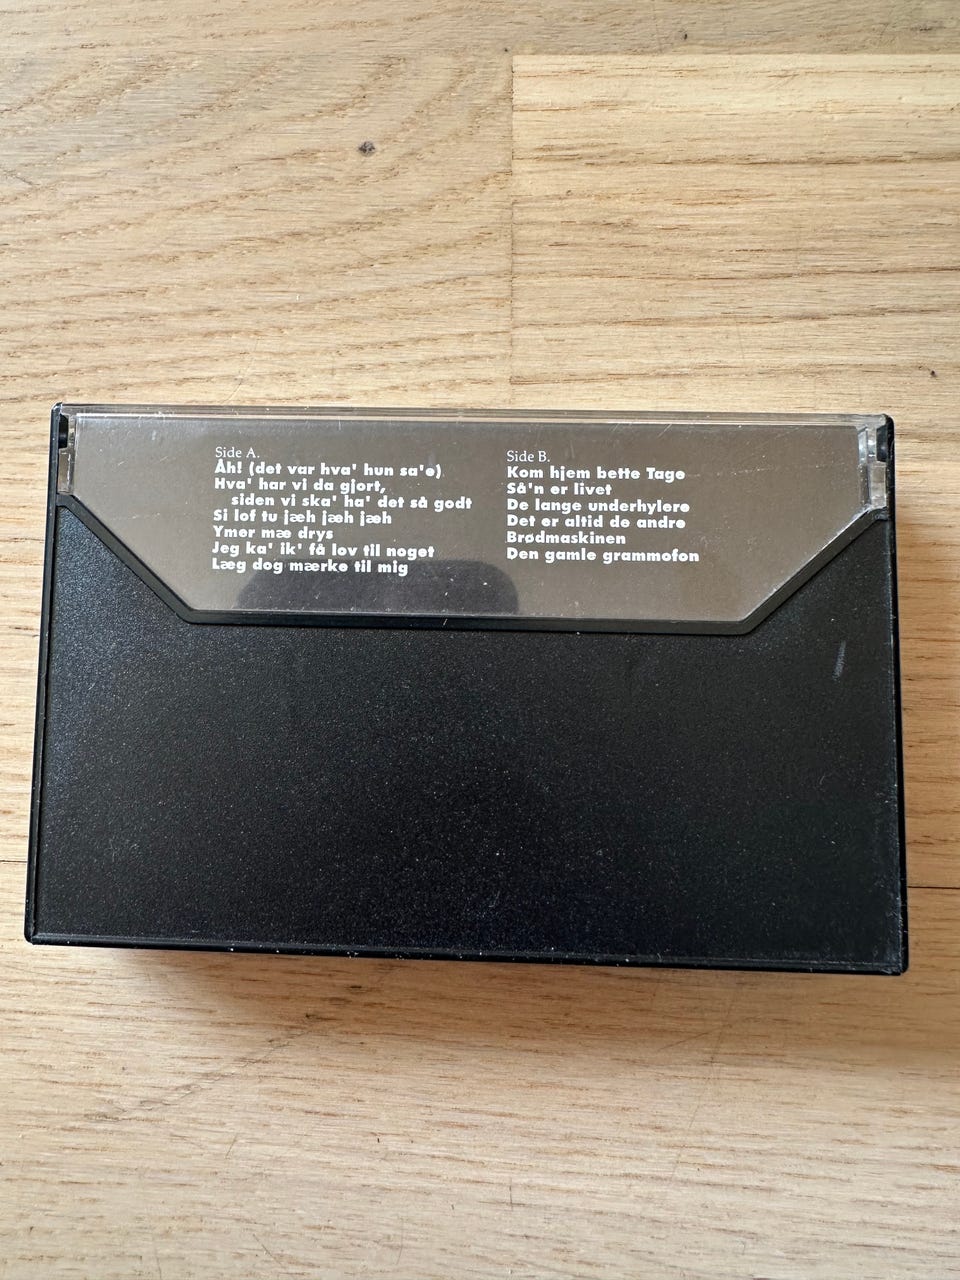 Side A.
Åh! (det var hva' hun sa'e)
Hva' har vi da gjort,
siden vi ska' ha' det så godt
Si lof tu jæh jæh jæh
Ymer mæ drys
Jeg ka' ik' få lov til noget
Læg dog mærke til mig
Side B.
Kom hjem bette Tage
Så'n er livet
De lange underhylere
Det er altid de andre
Brødmaskinen
Den gamle grammofon